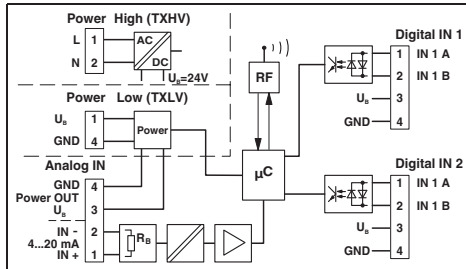 Power High (TXHV)
L 1
N 2
AC
DC
U_B=24V
Power Low (TXLV)
U_B 1
GND 4
Power
Analog IN
GND 4
Power OUT
U_B 3
IN - 2
4...20 mA
IN + 1
R_B
RF
µC
Digital IN 1
1 IN 1 A
2 IN 1 B
U_B 3
GND 4
Digital IN 2
1 IN 1 A
2 IN 1 B
U_B 3
GND 4